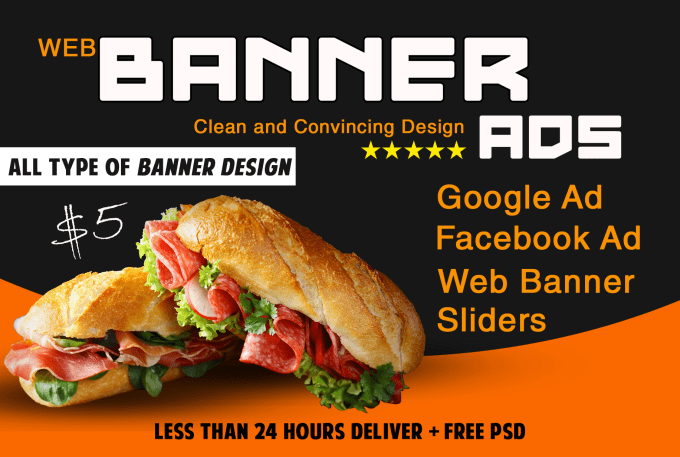 WEB BANNER
Clean and Convincing Design ADS
ALL TYPE OF BANNER DESIGN
$5
Google Ad
Facebook Ad
Web Banner
Sliders
LESS THAN 24 HOURS DELIVER + FREE PSD